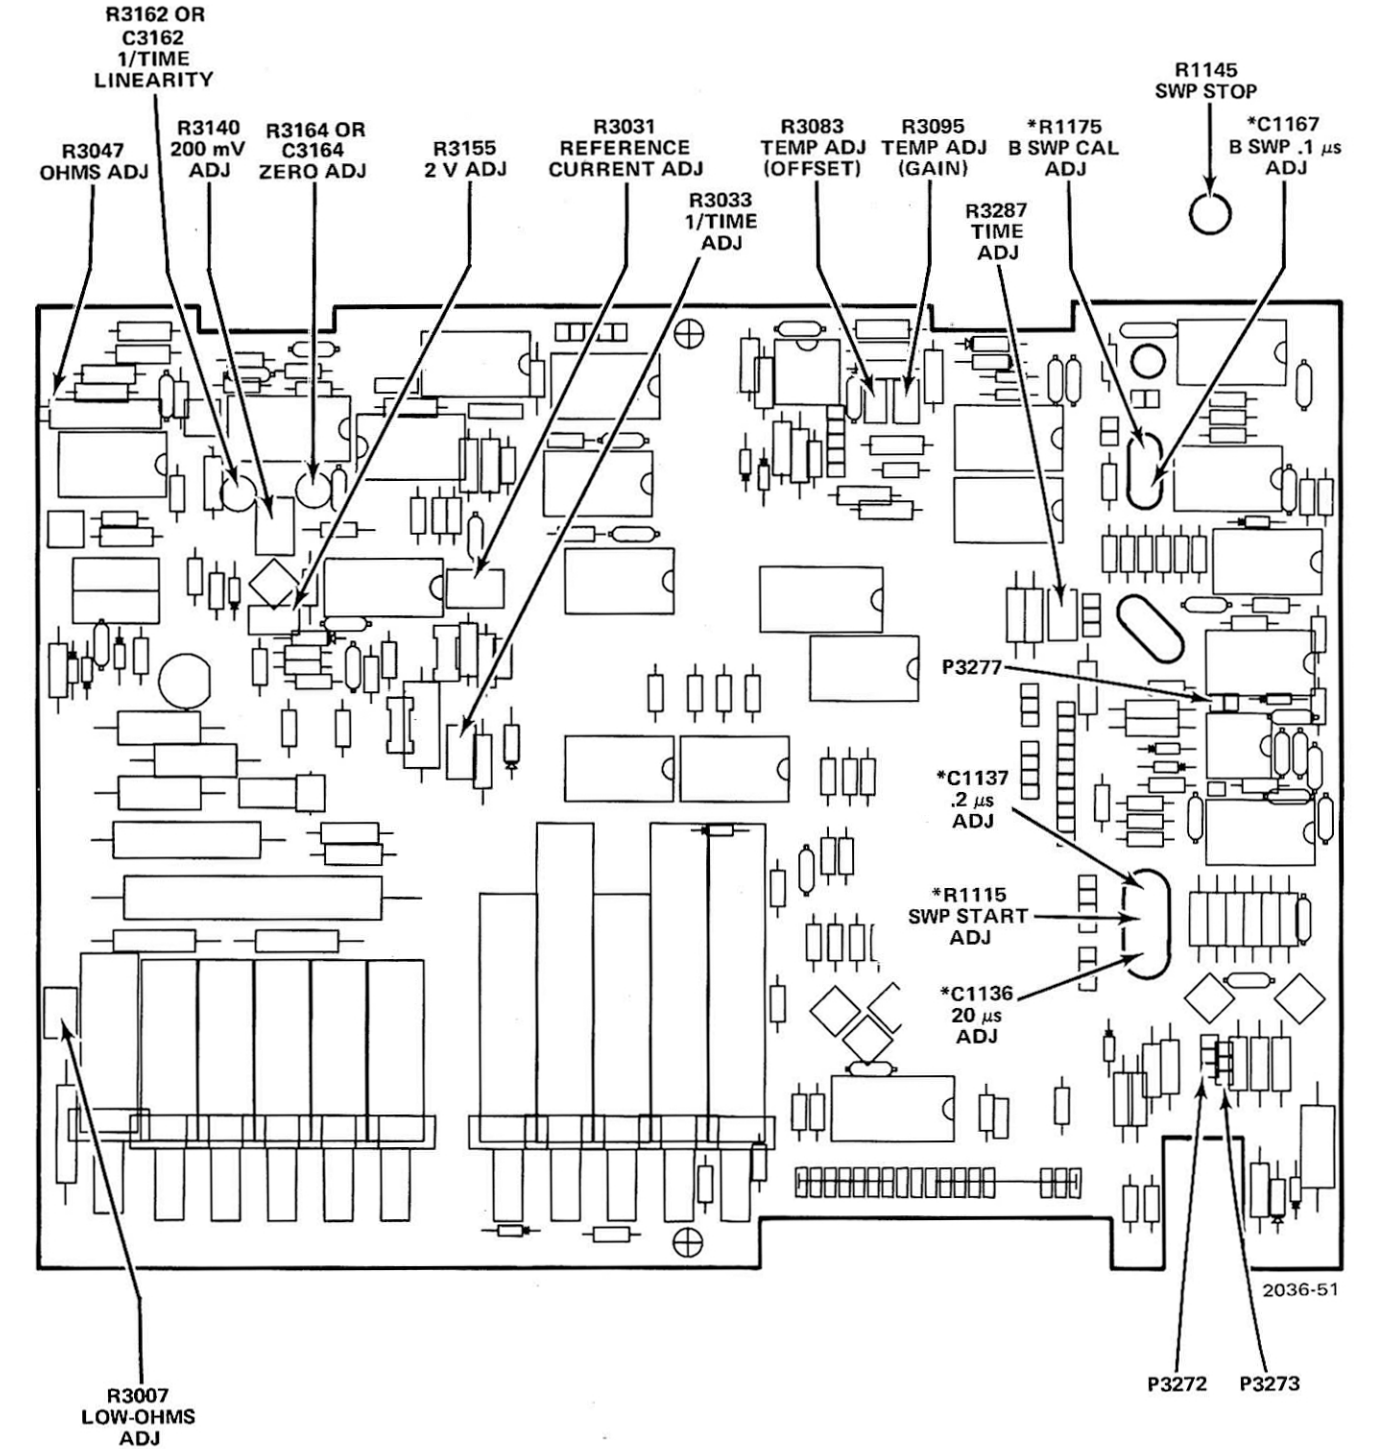 R3162 OR
C3162
1/TIME
LINEARITY
R3047
OHMS ADJ
R3140
200 mV
ADJ
R3164 OR
C3164
ZERO ADJ
R3155
2 V ADJ
R3031
REFERENCE
CURRENT ADJ
R3033
1/TIME
ADJ
R3083
TEMP ADJ
(OFFSET)
R3095
TEMP ADJ
(GAIN)
R3287
TIME
ADJ
*R1175
B SWP CAL
ADJ
R1145
SWP STOP
*C1167
B SWP .1 µs
ADJ
P3277
*C1137
.2 µs
ADJ
*R1115
SWP START
ADJ
*C1136
20 µs
ADJ
2036-51
P3272
P3273
R3007
LOW-OHMS
ADJ